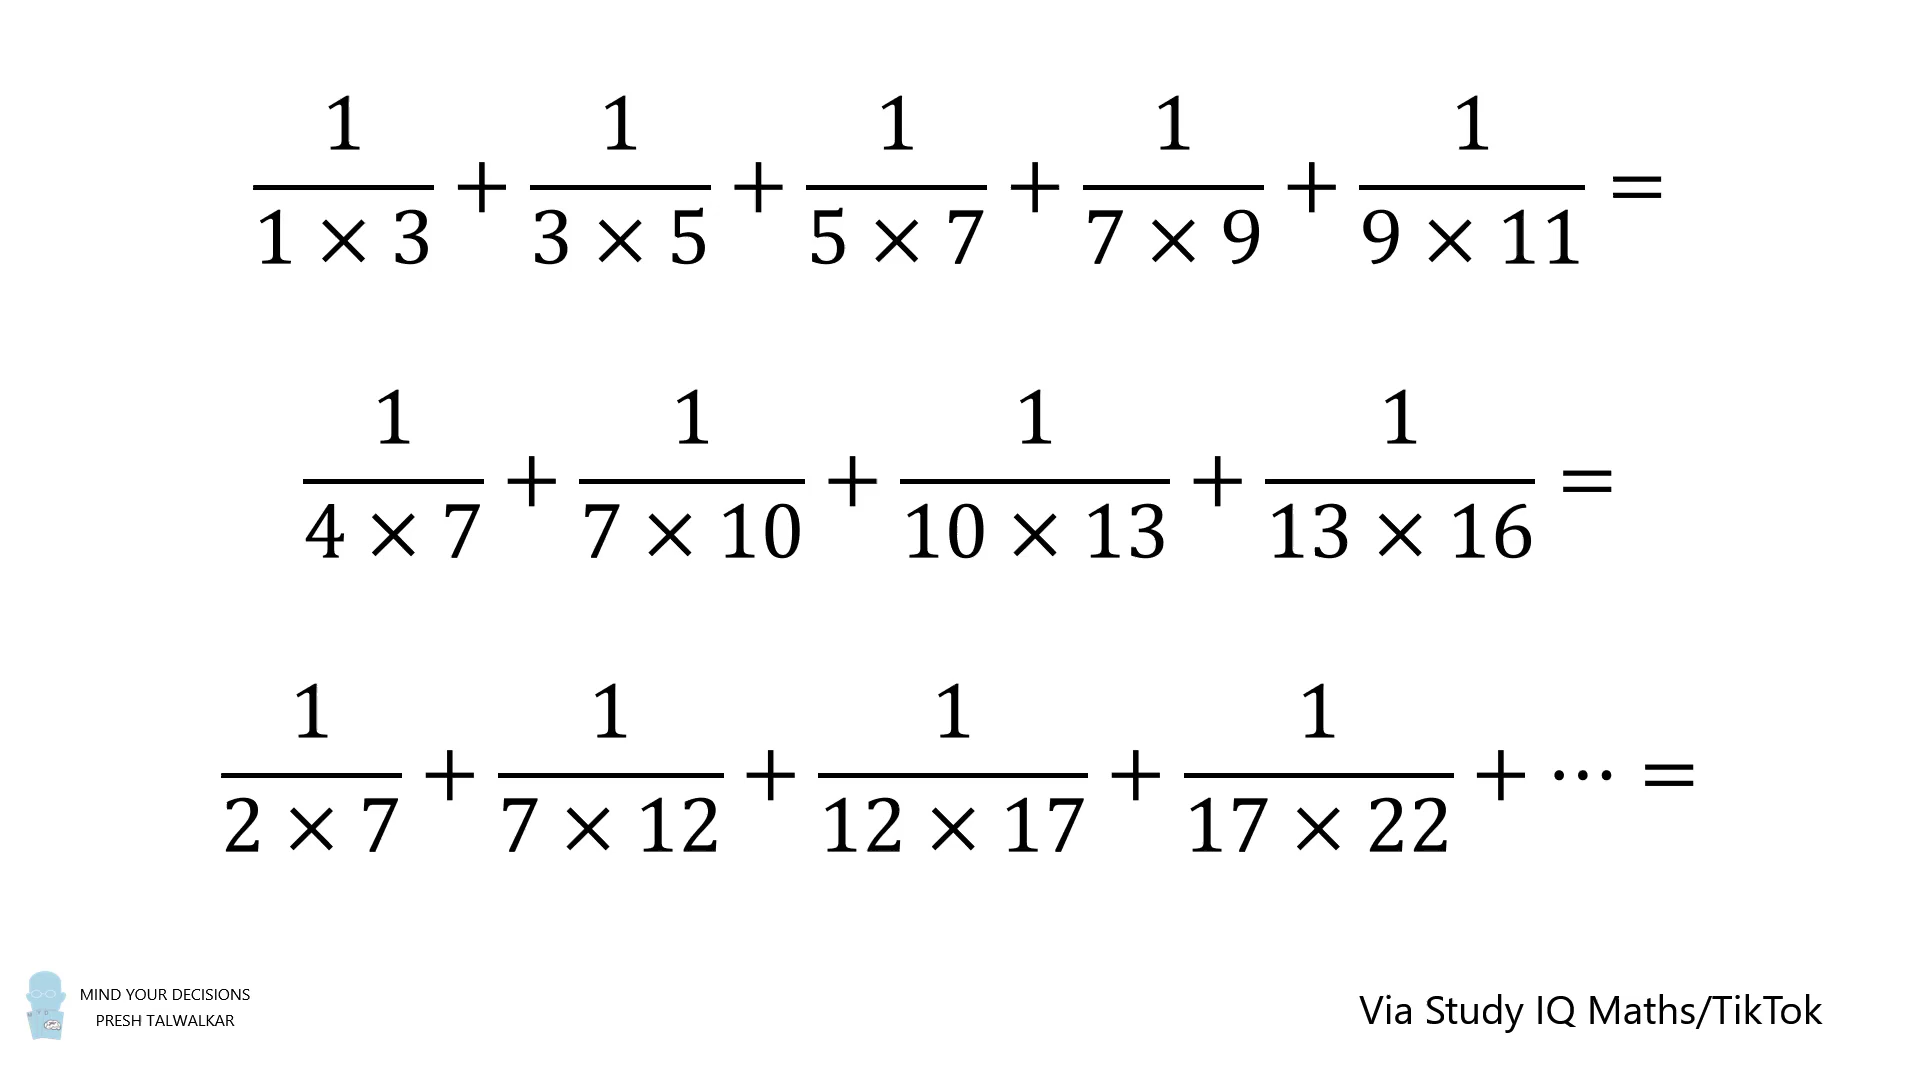 1/(1 × 3) + 1/(3 × 5) + 1/(5 × 7) + 1/(7 × 9) + 1/(9 × 11) =
1/(4 × 7) + 1/(7 × 10) + 1/(10 × 13) + 1/(13 × 16) =
1/(2 × 7) + 1/(7 × 12) + 1/(12 × 17) + 1/(17 × 22) + ⋯ =
MIND YOUR DECISIONS
PRESH TALWALKAR
Via Study IQ Maths/TikTok